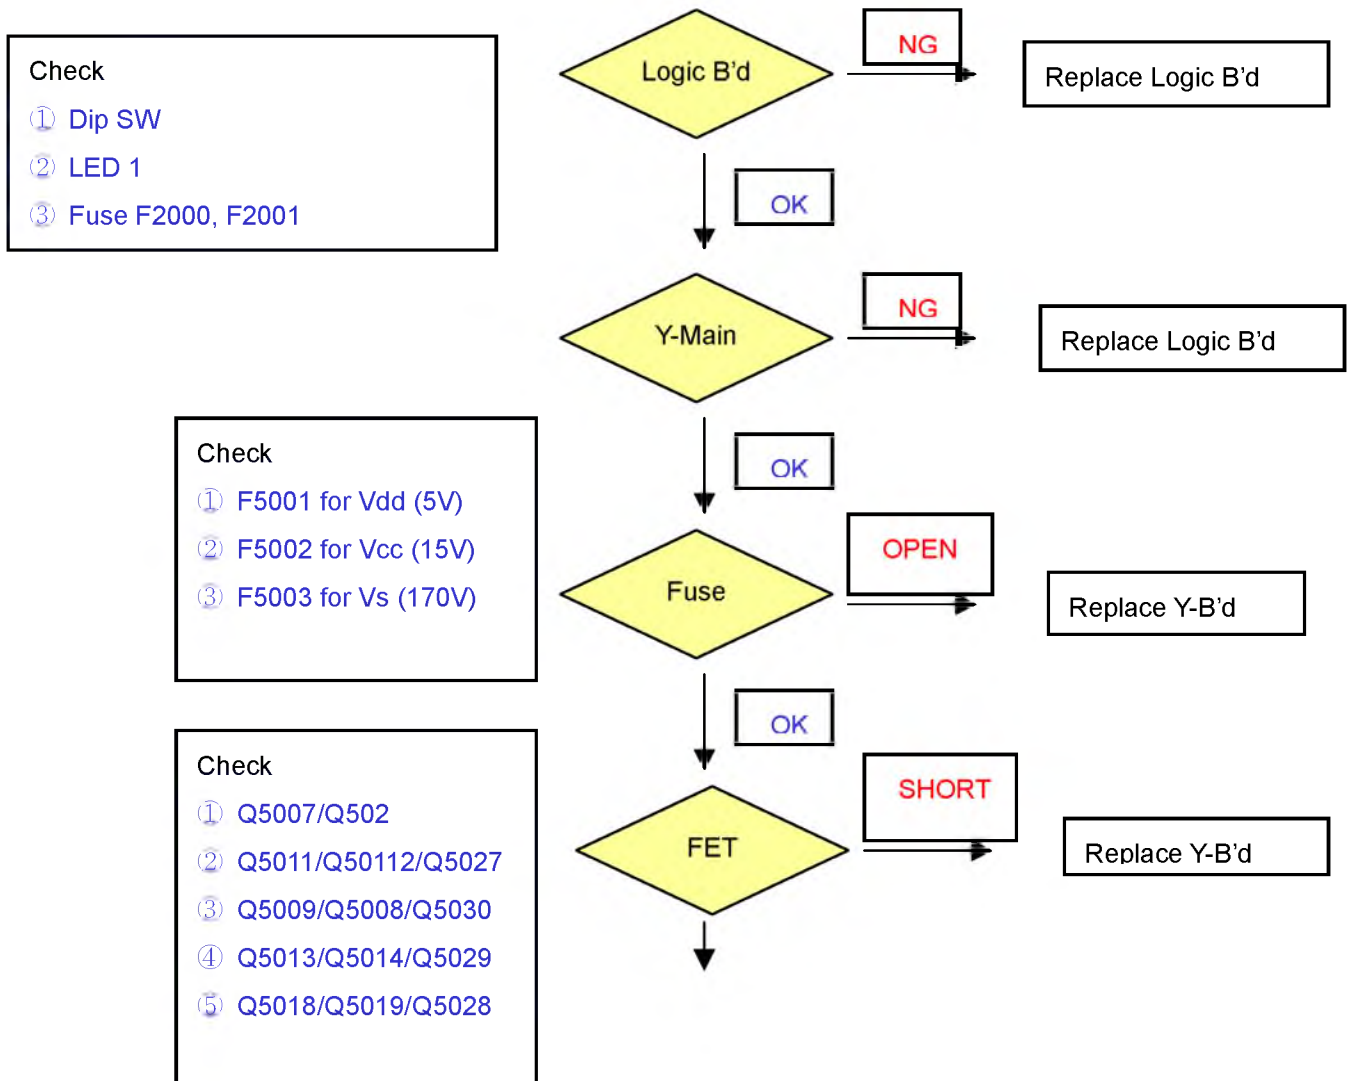 Check
① Dip SW
② LED 1
③ Fuse F2000, F2001
Logic B'd
NG
Replace Logic B'd
OK
Y-Main
NG
Replace Logic B'd
OK
Check
① F5001 for Vdd (5V)
② F5002 for Vcc (15V)
③ F5003 for Vs (170V)
Fuse
OPEN
Replace Y-B'd
OK
Check
① Q5007/Q502
② Q5011/Q50112/Q5027
③ Q5009/Q5008/Q5030
④ Q5013/Q5014/Q5029
⑤ Q5018/Q5019/Q5028
FET
SHORT
Replace Y-B'd